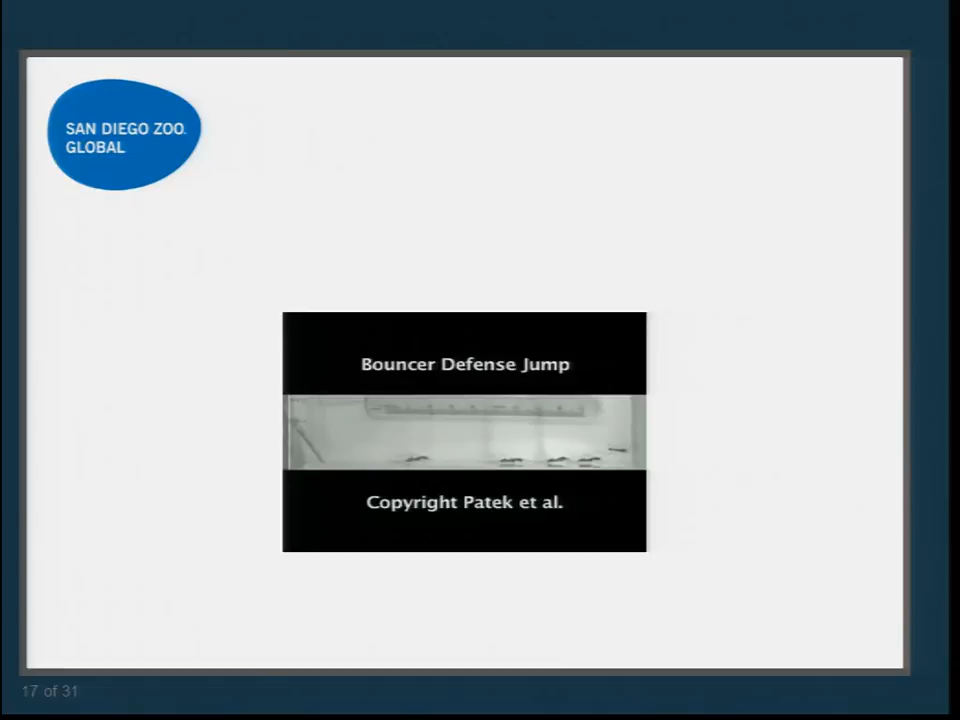 SAN DIEGO ZOO.
GLOBAL
Bouncer Defense Jump
Copyright Patek et al.
17 of 31